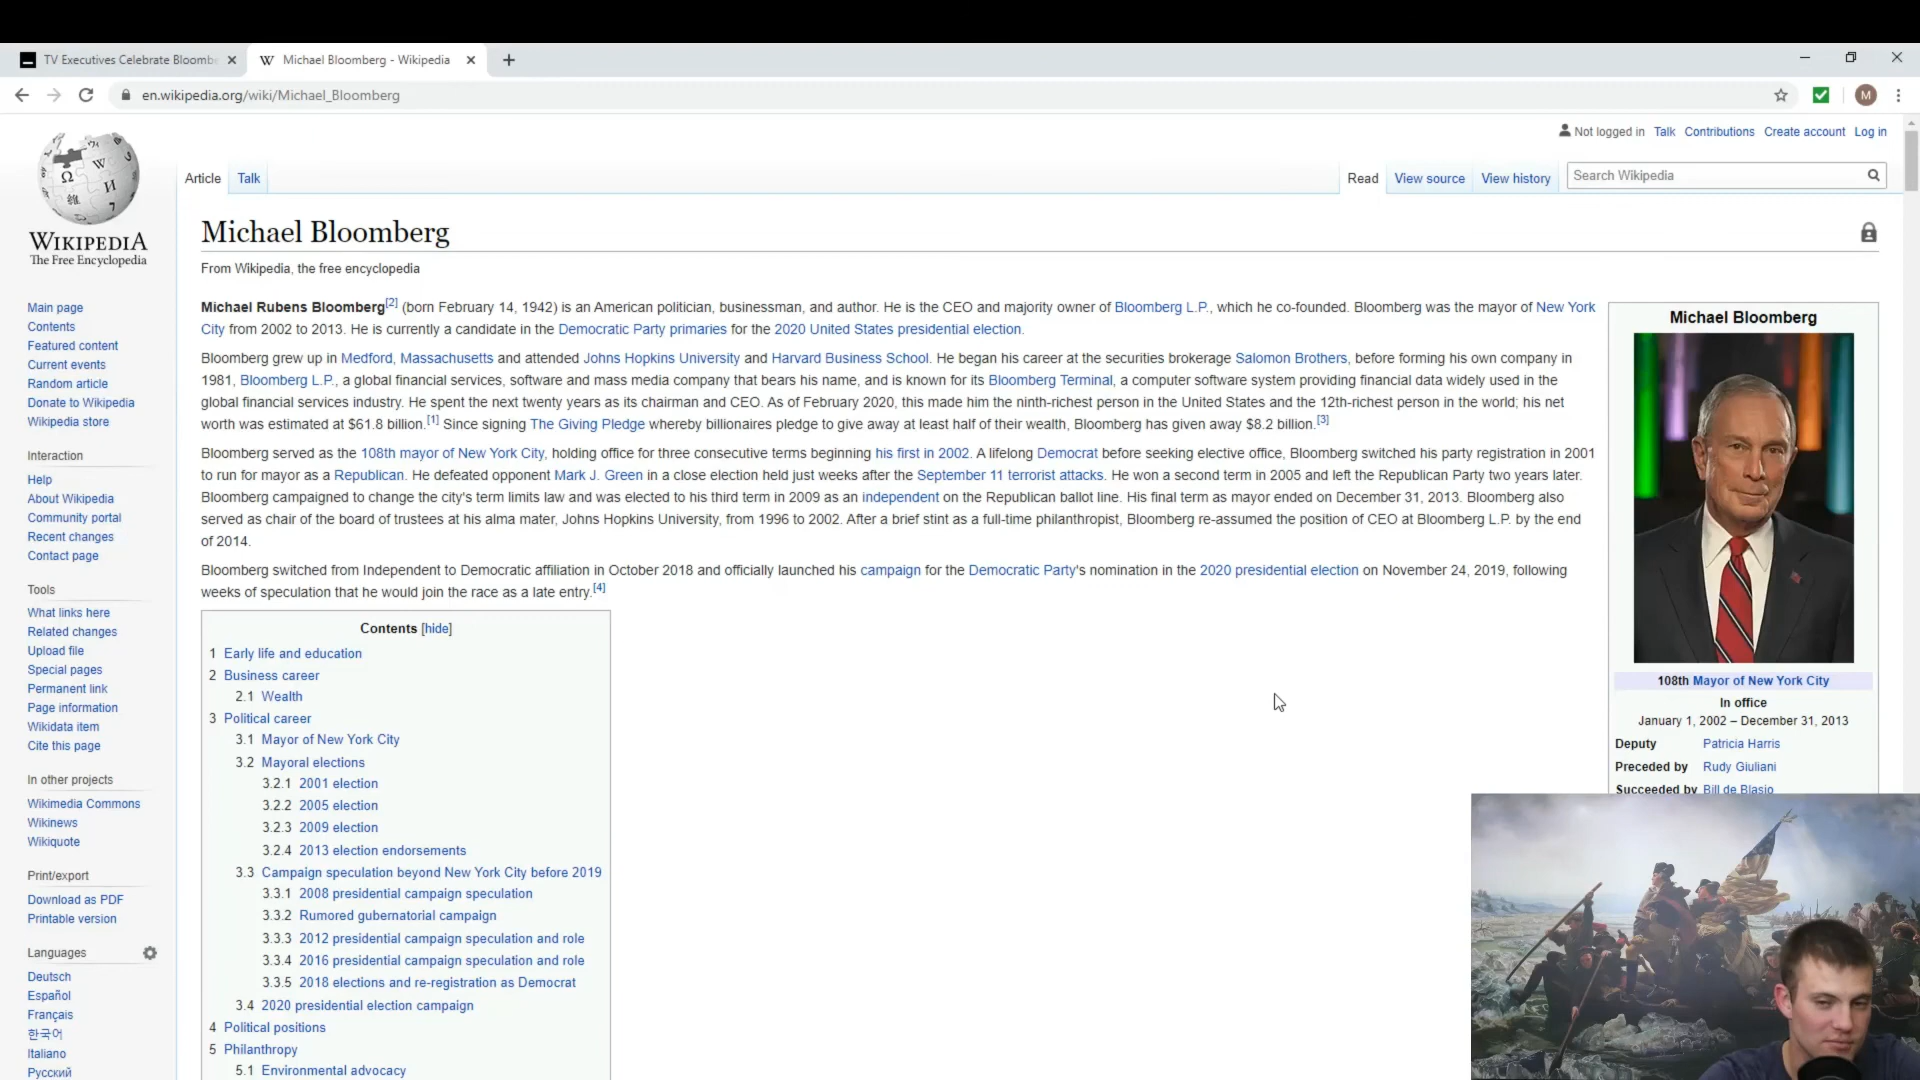 TV Executives Celebrate Bloomb
Michael Bloomberg - Wikipedia
en.wikipedia.org/wiki/Michael_Bloomberg
M
Not logged in Talk Contributions Create account Log in
Article Talk Read View source View history Search Wikipedia
WIKIPEDIA
The Free Encyclopedia
Michael Bloomberg
From Wikipedia, the free encyclopedia
Michael Rubens Bloomberg[2] (born February 14, 1942) is an American politician, businessman, and author. He is the CEO and majority owner of Bloomberg L.P., which he co-founded. Bloomberg was the mayor of New York
City from 2002 to 2013. He is currently a candidate in the Democratic Party primaries for the 2020 United States presidential election.
Bloomberg grew up in Medford, Massachusetts and attended Johns Hopkins University and Harvard Business School. He began his career at the securities brokerage Salomon Brothers, before forming his own company in
1981, Bloomberg L.P., a global financial services, software and mass media company that bears his name, and is known for its Bloomberg Terminal, a computer software system providing financial data widely used in the
global financial services industry. He spent the next twenty years as its chairman and CEO. As of February 2020, this made him the ninth-richest person in the United States and the 12th-richest person in the world; his net
worth was estimated at $61.8 billion.[1] Since signing The Giving Pledge whereby billionaires pledge to give away at least half of their wealth, Bloomberg has given away $8.2 billion.[3]
Bloomberg served as the 108th mayor of New York City, holding office for three consecutive terms beginning his first in 2002. A lifelong Democrat before seeking elective office, Bloomberg switched his party registration in 2001
to run for mayor as a Republican. He defeated opponent Mark J. Green in a close election held just weeks after the September 11 terrorist attacks. He won a second term in 2005 and left the Republican Party two years later.
Bloomberg campaigned to change the city's term limits law and was elected to his third term in 2009 as an independent on the Republican ballot line. His final term as mayor ended on December 31, 2013. Bloomberg also
served as chair of the board of trustees at his alma mater, Johns Hopkins University, from 1996 to 2002. After a brief stint as a full-time philanthropist, Bloomberg re-assumed the position of CEO at Bloomberg L.P. by the end
of 2014.
Bloomberg switched from Independent to Democratic affiliation in October 2018 and officially launched his campaign for the Democratic Party's nomination in the 2020 presidential election on November 24, 2019, following
weeks of speculation that he would join the race as a late entry.[4]
Contents [hide]
1 Early life and education
2 Business career
2.1 Wealth
3 Political career
3.1 Mayor of New York City
3.2 Mayoral elections
3.2.1 2001 election
3.2.2 2005 election
3.2.3 2009 election
3.2.4 2013 election endorsements
3.3 Campaign speculation beyond New York City before 2019
3.3.1 2008 presidential campaign speculation
3.3.2 Rumored gubernatorial campaign
3.3.3 2012 presidential campaign speculation and role
3.3.4 2016 presidential campaign speculation and role
3.3.5 2018 elections and re-registration as Democrat
3.4 2020 presidential election campaign
4 Political positions
5 Philanthropy
5.1 Environmental advocacy
Michael Bloomberg
108th Mayor of New York City
In office
January 1, 2002 – December 31, 2013
Deputy Patricia Harris
Preceded by Rudy Giuliani
Succeeded by Bill de Blasio
Main page
Contents
Featured content
Current events
Random article
Donate to Wikipedia
Wikipedia store
Interaction
Help
About Wikipedia
Community portal
Recent changes
Contact page
Tools
What links here
Related changes
Upload file
Special pages
Permanent link
Page information
Wikidata item
Cite this page
In other projects
Wikimedia Commons
Wikinews
Wikiquote
Print/export
Download as PDF
Printable version
Languages
Deutsch
Español
Français
한국어
Italiano
Русский